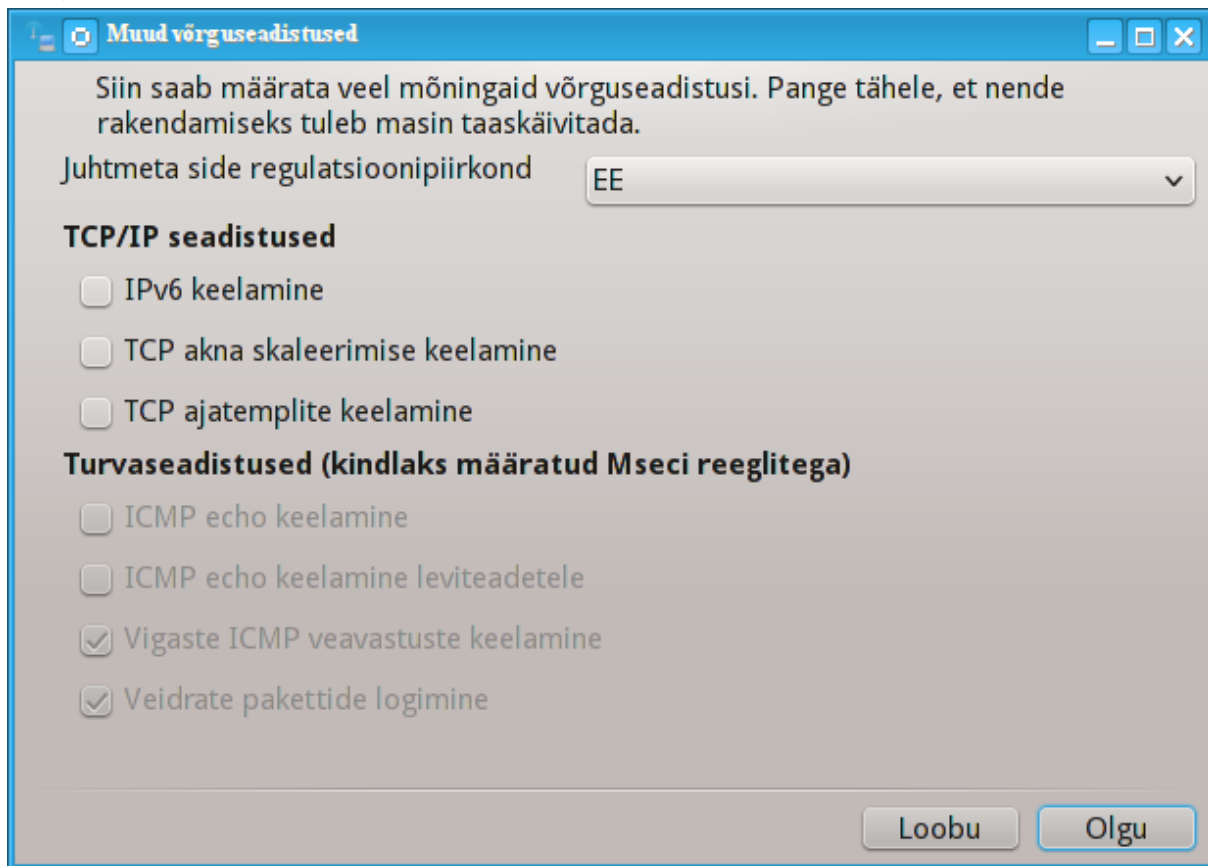 Muud võrguseadistused
Siin saab määrata veel mõningaid võrguseadistusi. Pange tähele, et nende
rakendamiseks tuleb masin taaskäivitada.
Juhtmeta side regulatsioonipiirkond
EE
TCP/IP seadistused
IPv6 keelamine
TCP akna skaleerimise keelamine
TCP ajatemplite keelamine
Turvaseadistused (kindlaks määratud Mseci reeglitega)
ICMP echo keelamine
ICMP echo keelamine leviteadetele
Vigaste ICMP veavastuste keelamine
Veidrate pakettide logimine
Loobu
Olgu